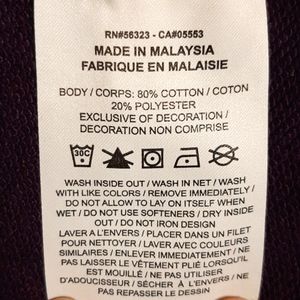 RN#56323 - CA#05553
MADE IN MALAYSIA
FABRIQUE EN MALAISIE
BODY / CORPS: 80% COTTON / COTON
20% POLYESTER
EXCLUSIVE OF DECORATION /
DECORATION NON COMPRISE
30C
WASH INSIDE OUT / WASH IN NET / WASH
WITH LIKE COLORS / REMOVE IMMEDIATELY /
DO NOT ALLOW TO LAY ON ITSELF WHEN
WET / DO NOT USE SOFTENERS / DRY INSIDE
OUT / DO NOT IRON DESIGN
LAVER A L'ENVERS / PLACER DANS UN FILET
POUR NETTOYER / LAVER AVEC COULEURS
SIMILAIRES / ENLEVER IMMEDIATEMENT / NE
PAS LAISSER LE VÊTEMENT PLIÉ LORSQU'IL
EST MOUILLÉ / NE PAS UTILISER
D'ADOUCISSEUR / SÉCHER À L'ENVERS / NE
PAS REPASSER L'IMPRIMÉ